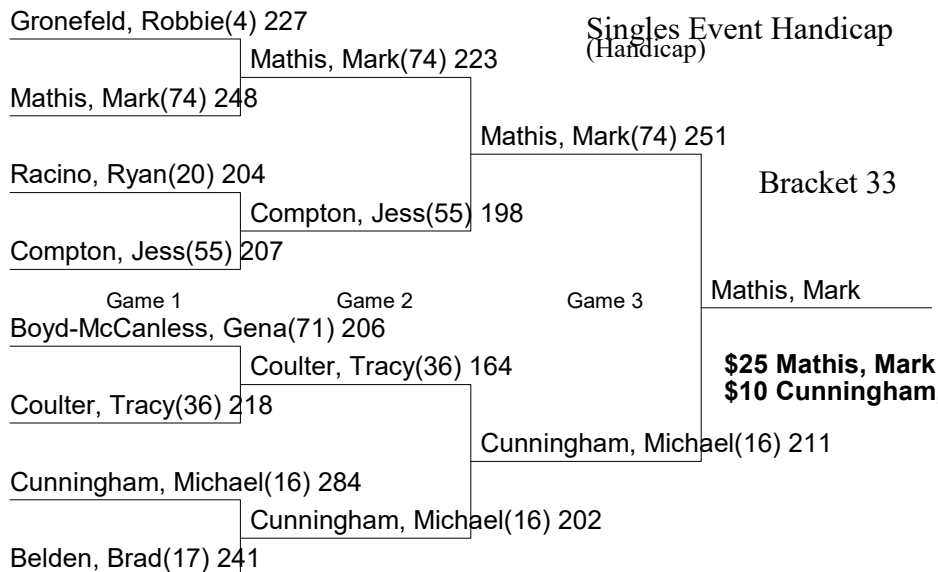 Gronefeld, Robbie(4) 227
Singles Event Handicap
(Handicap)
Mathis, Mark(74) 223
Mathis, Mark(74) 248
Mathis, Mark(74) 251
Racino, Ryan(20) 204
Bracket 33
Compton, Jess(55) 198
Compton, Jess(55) 207
Game 1
Game 2
Game 3
Mathis, Mark
Boyd-McCanless, Gena(71) 206
Coulter, Tracy(36) 164
$25 Mathis, Mark
$10 Cunningham
Coulter, Tracy(36) 218
Cunningham, Michael(16) 211
Cunningham, Michael(16) 284
Cunningham, Michael(16) 202
Belden, Brad(17) 241